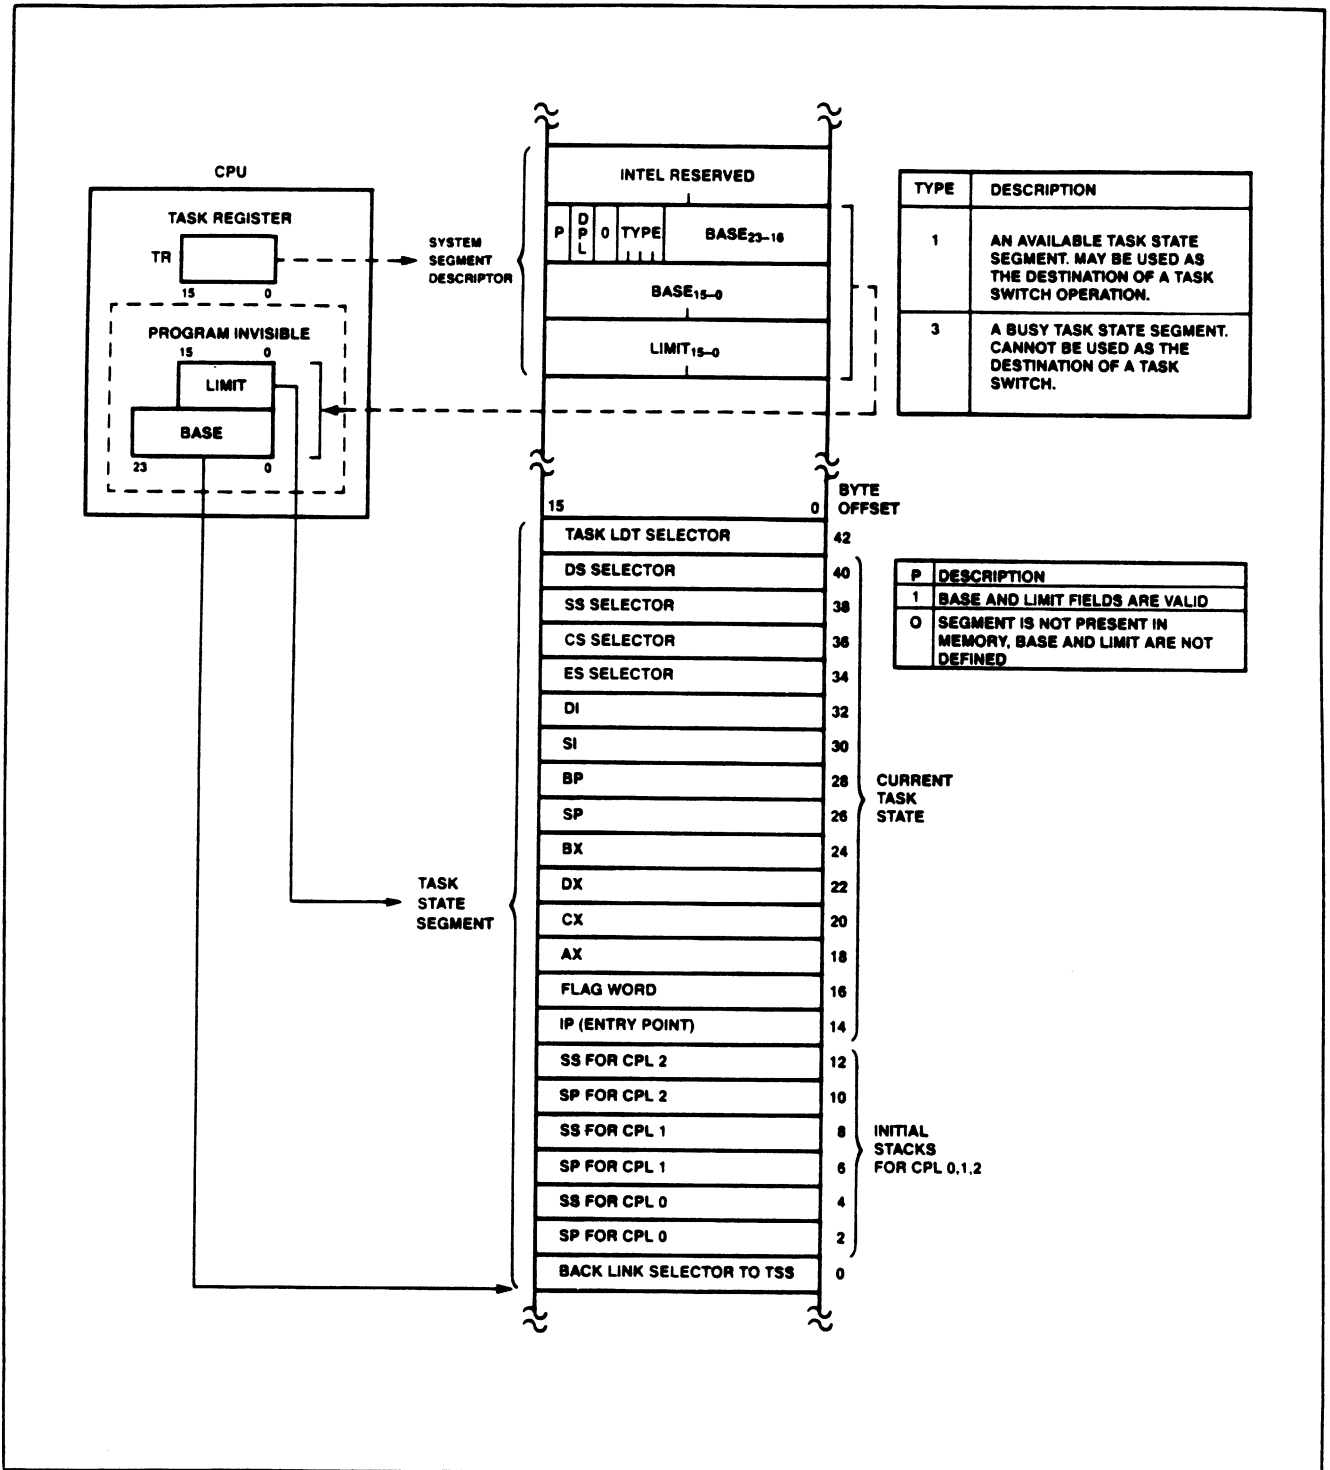 CPU
TASK REGISTER
TR
15 0
PROGRAM INVISIBLE
15 0
LIMIT
BASE
23 0
SYSTEM
SEGMENT
DESCRIPTOR
INTEL RESERVED
P DPL 0 TYPE BASE23–16
BASE15–0
LIMIT15–0
TYPE DESCRIPTION
1 AN AVAILABLE TASK STATE
SEGMENT. MAY BE USED AS
THE DESTINATION OF A TASK
SWITCH OPERATION.
3 A BUSY TASK STATE SEGMENT.
CANNOT BE USED AS THE
DESTINATION OF A TASK
SWITCH.
15 0
BYTE
OFFSET
TASK LDT SELECTOR 42
DS SELECTOR 40
SS SELECTOR 38
CS SELECTOR 36
ES SELECTOR 34
DI 32
SI 30
BP 28
SP 26
BX 24
DX 22
CX 20
AX 18
FLAG WORD 16
IP (ENTRY POINT) 14
SS FOR CPL 2 12
SP FOR CPL 2 10
SS FOR CPL 1 8
SP FOR CPL 1 6
SS FOR CPL 0 4
SP FOR CPL 0 2
BACK LINK SELECTOR TO TSS 0
P DESCRIPTION
1 BASE AND LIMIT FIELDS ARE VALID
O SEGMENT IS NOT PRESENT IN
MEMORY, BASE AND LIMIT ARE NOT
DEFINED
CURRENT
TASK
STATE
TASK
STATE
SEGMENT
INITIAL
STACKS
FOR CPL 0,1,2